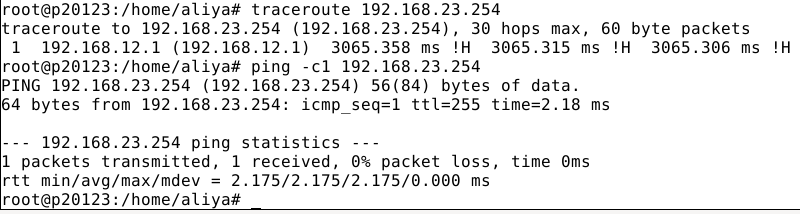 root@p20123:/home/aliya# traceroute 192.168.23.254
traceroute to 192.168.23.254 (192.168.23.254), 30 hops max, 60 byte packets
 1  192.168.12.1 (192.168.12.1)  3065.358 ms !H  3065.315 ms !H  3065.306 ms !H
root@p20123:/home/aliya# ping -c1 192.168.23.254
PING 192.168.23.254 (192.168.23.254) 56(84) bytes of data.
64 bytes from 192.168.23.254: icmp_seq=1 ttl=255 time=2.18 ms

--- 192.168.23.254 ping statistics ---
1 packets transmitted, 1 received, 0% packet loss, time 0ms
rtt min/avg/max/mdev = 2.175/2.175/2.175/0.000 ms
root@p20123:/home/aliya# _